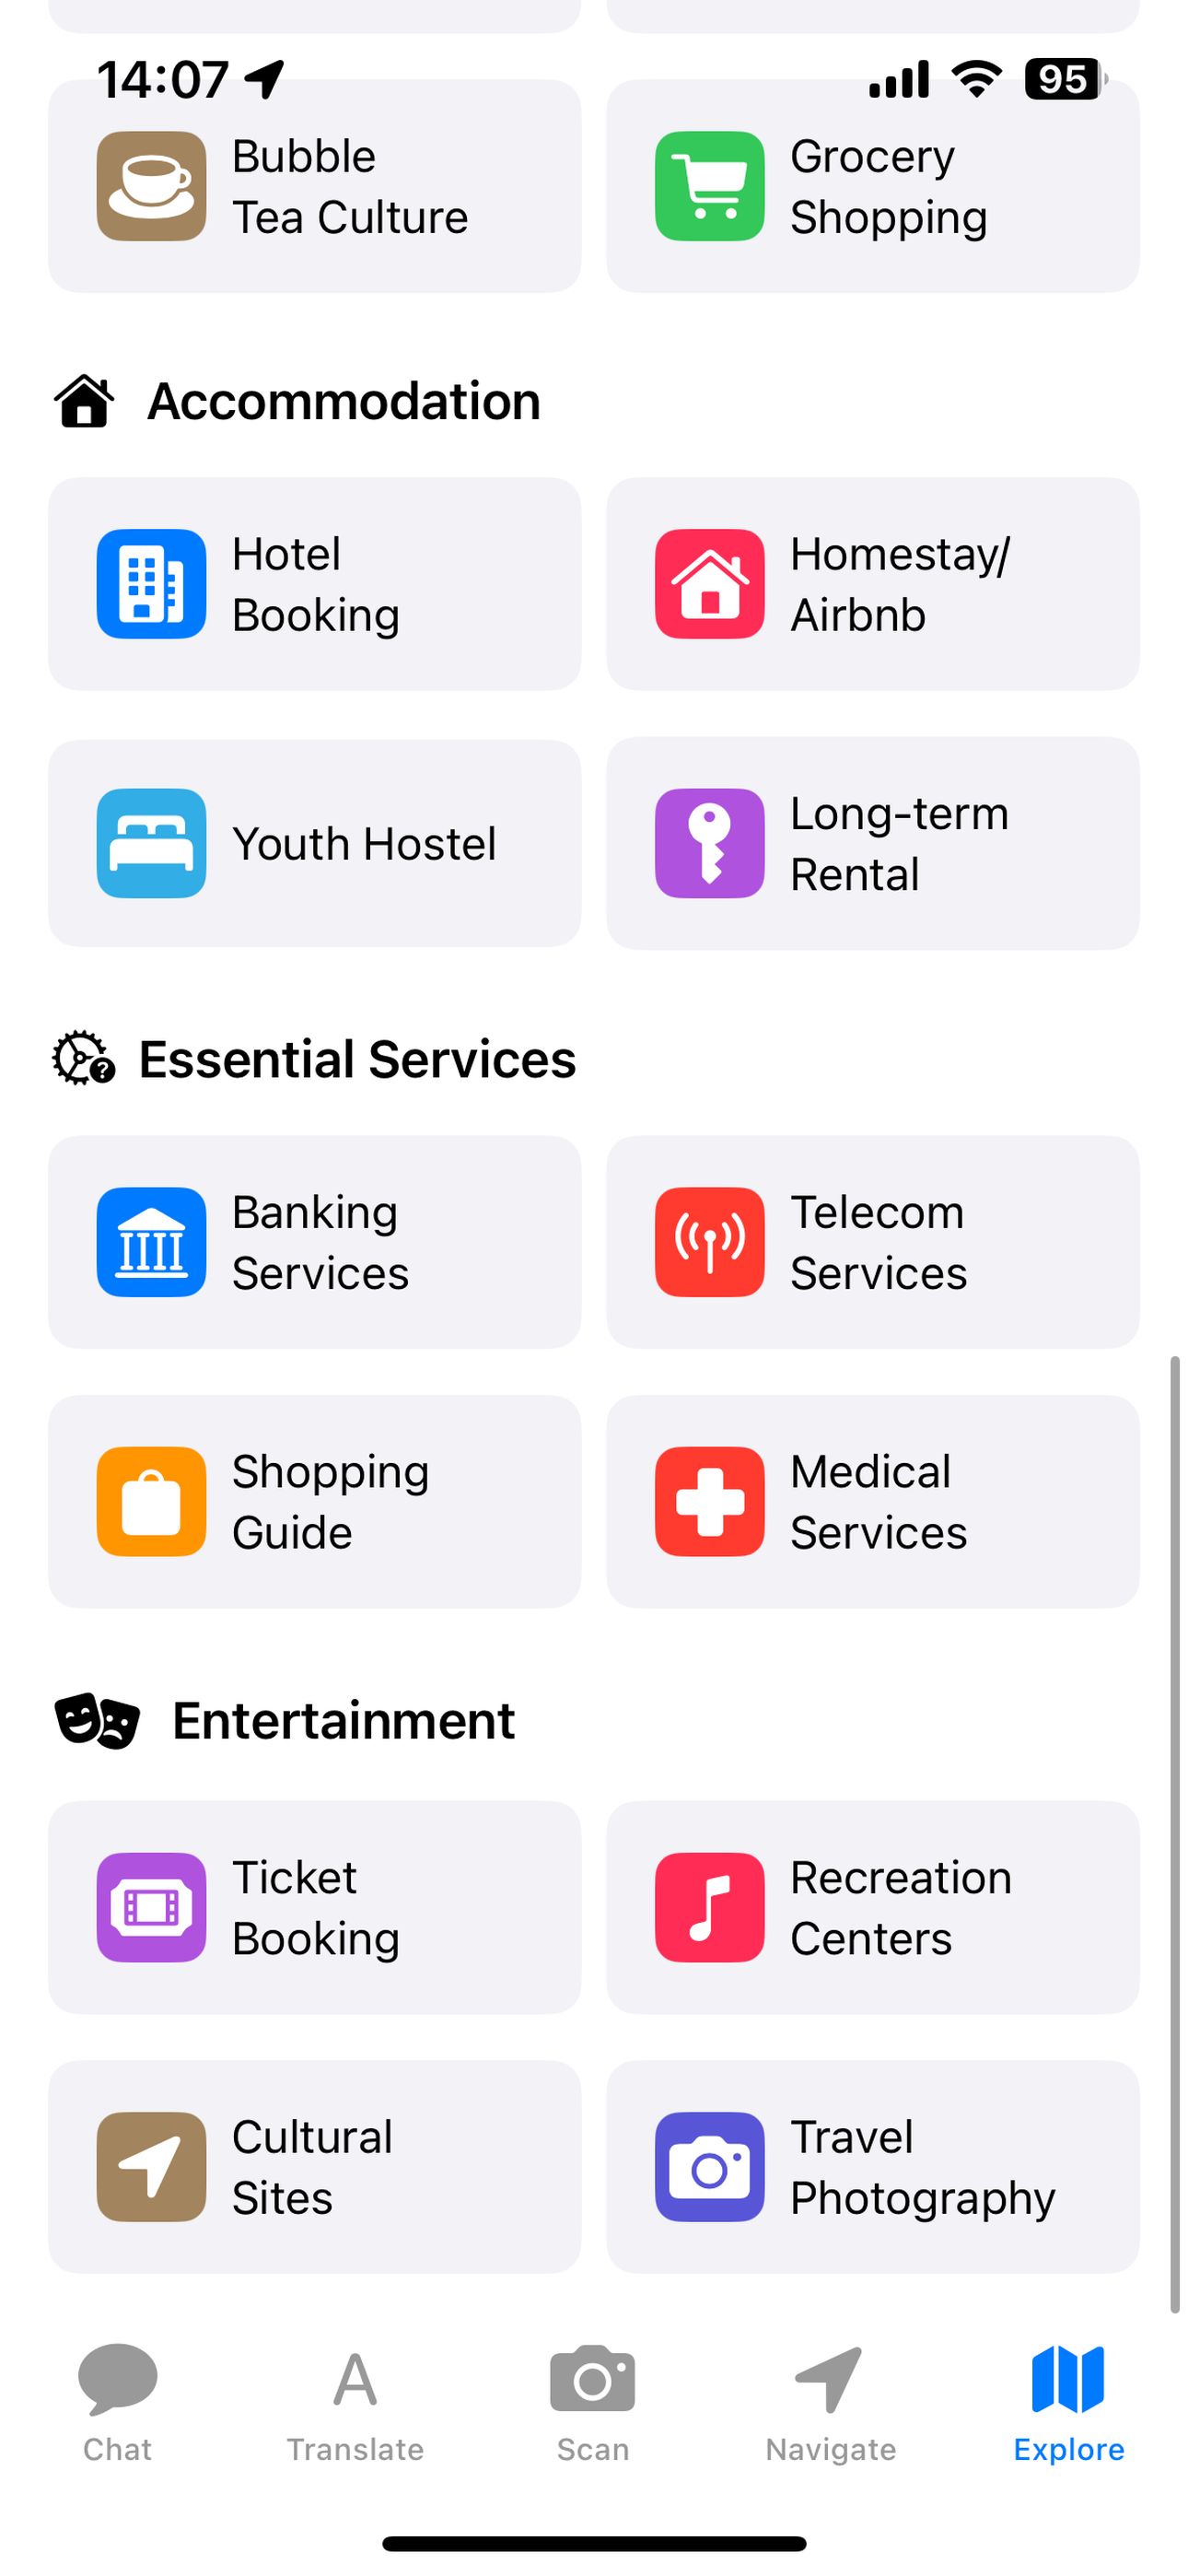 14:07
95
Bubble
Tea Culture
Grocery
Shopping
Accommodation
Hotel
Booking
Homestay/
Airbnb
Youth Hostel
Long-term
Rental
?
Essential Services
Banking
Services
Telecom
Services
Shopping
Guide
Medical
Services
Entertainment
Ticket
Booking
Recreation
Centers
Cultural
Sites
Travel
Photography
A
Chat
Translate
Scan
Navigate
Explore